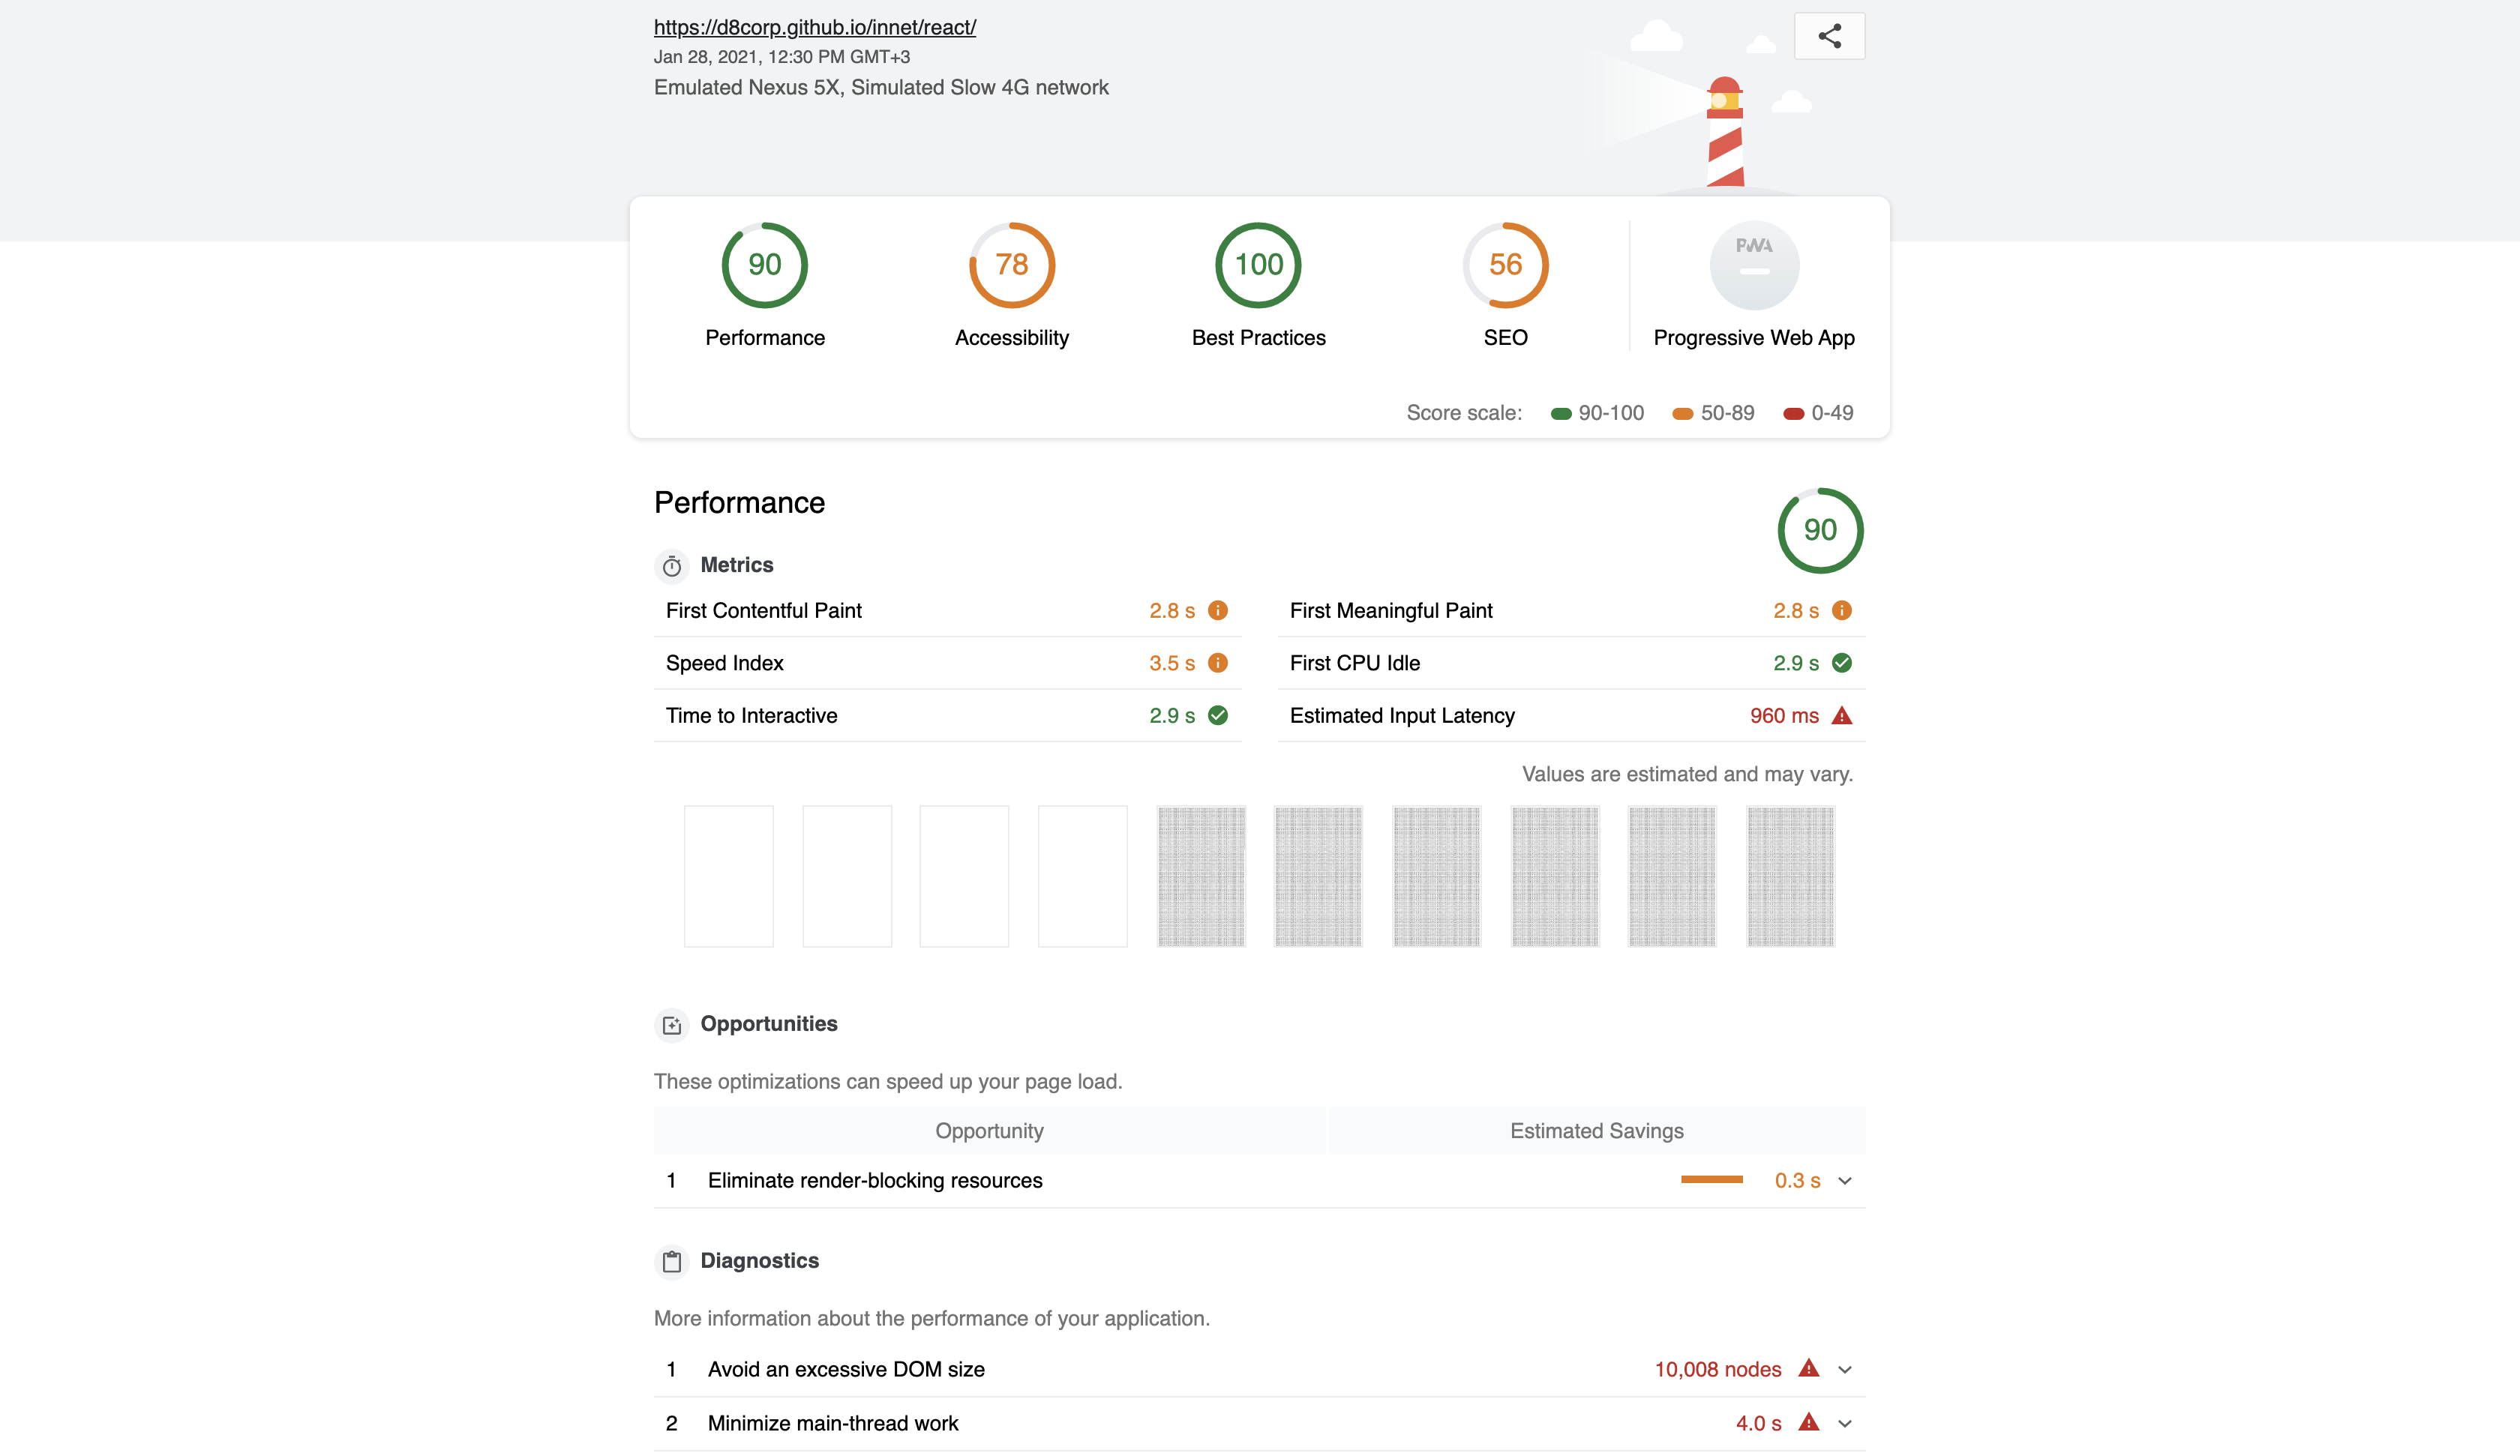 https://d8corp.github.io/innet/react/
Jan 28, 2021, 12:30 PM GMT+3
Emulated Nexus 5X, Simulated Slow 4G network
90 78 100 56 PWA
Performance Accessibility Best Practices SEO Progressive Web App
Score scale: 90-100 50-89 0-49
Performance
90
Metrics
First Contentful Paint 2.8 s First Meaningful Paint 2.8 s
Speed Index 3.5 s First CPU Idle 2.9 s
Time to Interactive 2.9 s Estimated Input Latency 960 ms
Values are estimated and may vary.
Opportunities
These optimizations can speed up your page load.
Opportunity Estimated Savings
1 Eliminate render-blocking resources 0.3 s
Diagnostics
More information about the performance of your application.
1 Avoid an excessive DOM size 10,008 nodes
2 Minimize main-thread work 4.0 s